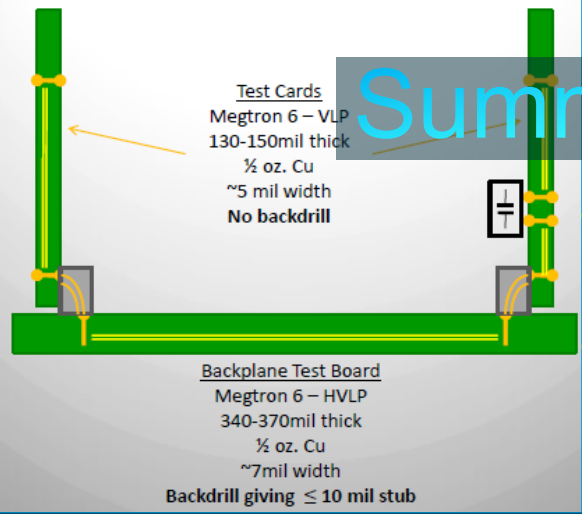 Summ
Test Cards
Megtron 6 – VLP
130-150mil thick
½ oz. Cu
~5 mil width
No backdrill
Backplane Test Board
Megtron 6 – HVLP
340-370mil thick
½ oz. Cu
~7mil width
Backdrill giving ≤ 10 mil stub